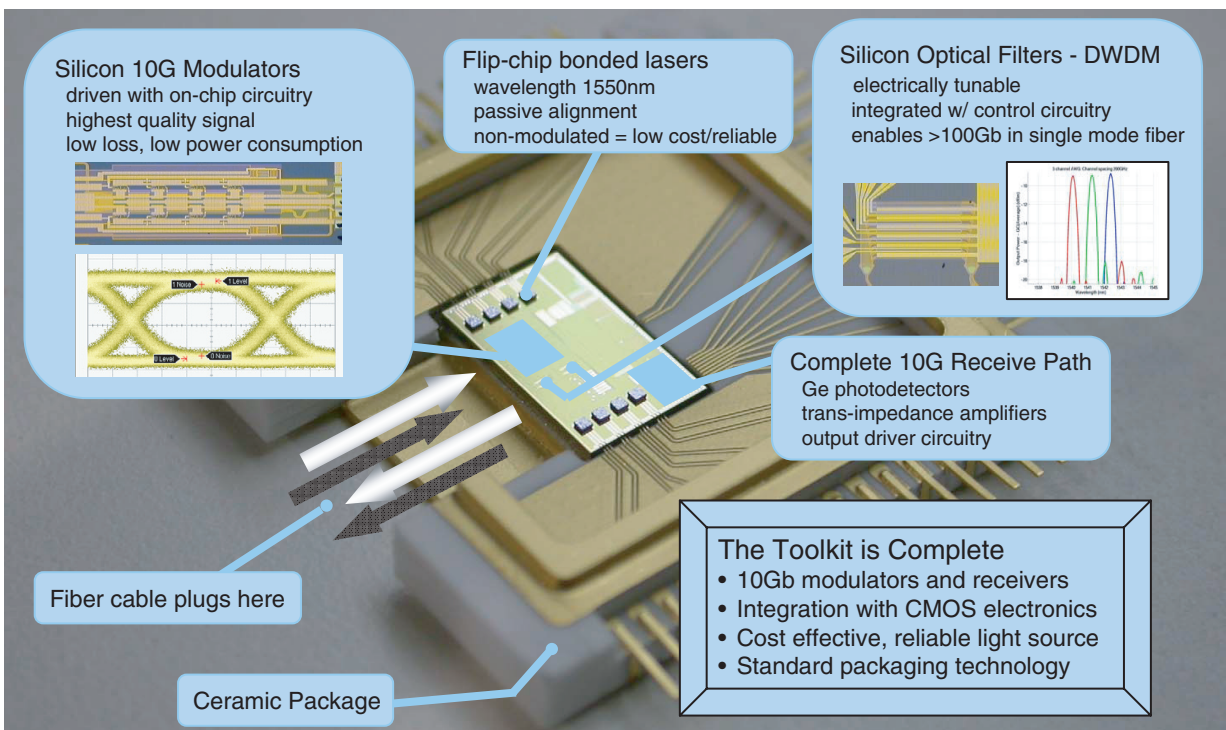 Silicon 10G Modulators
driven with on-chip circuitry
highest quality signal
low loss, low power consumption
1 Noise
1 Level
0 Level
0 Noise
Flip-chip bonded lasers
wavelength 1550nm
passive alignment
non-modulated = low cost/reliable
Silicon Optical Filters - DWDM
electrically tunable
integrated w/ control circuitry
enables >100Gb in single mode fiber
Wavelength (nm)
Complete 10G Receive Path
Ge photodetectors
trans-impedance amplifiers
output driver circuitry
Fiber cable plugs here
Ceramic Package
The Toolkit is Complete
• 10Gb modulators and receivers
• Integration with CMOS electronics
• Cost effective, reliable light source
• Standard packaging technology